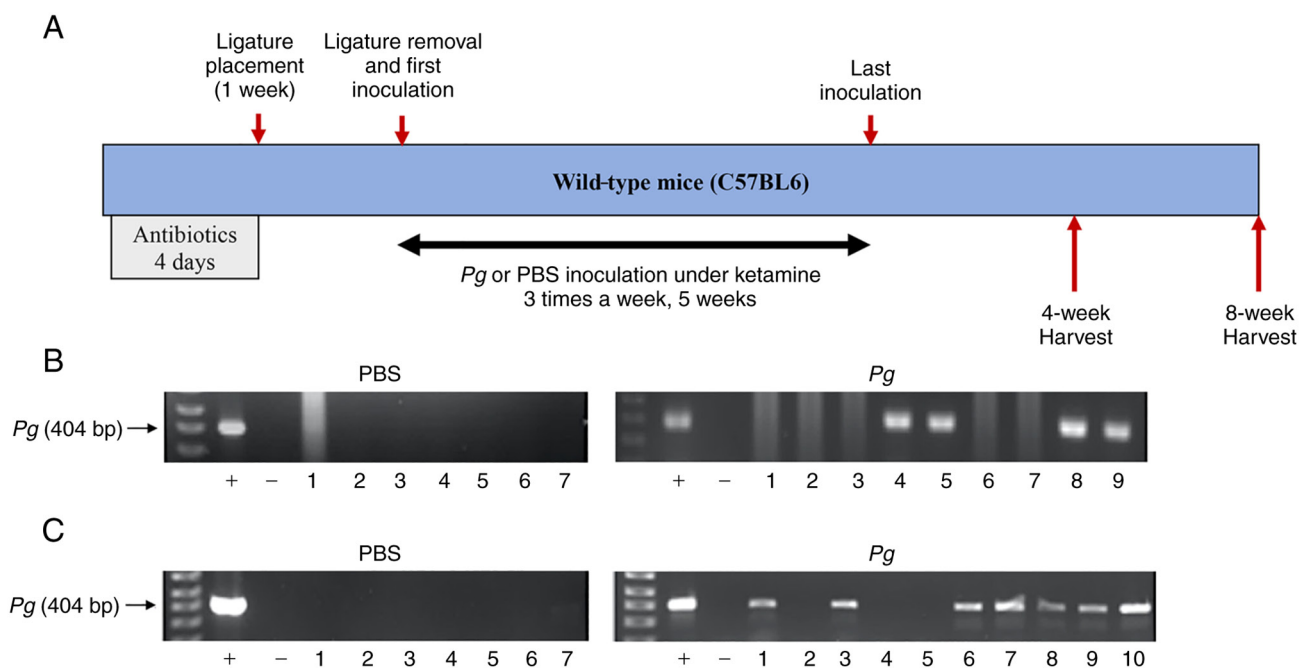 A
Ligature
placement
(1 week)
Ligature removal
and first
inoculation
Last
inoculation
Wild-type mice (C57BL6)
Antibiotics
4 days
Pg or PBS inoculation under ketamine
3 times a week, 5 weeks
4-week
Harvest
8-week
Harvest
B
PBS
Pg
Pg (404 bp)
+ − 1 2 3 4 5 6 7
+ − 1 2 3 4 5 6 7 8 9
C
PBS
Pg
Pg (404 bp)
+ − 1 2 3 4 5 6 7
+ − 1 2 3 4 5 6 7 8 9 10